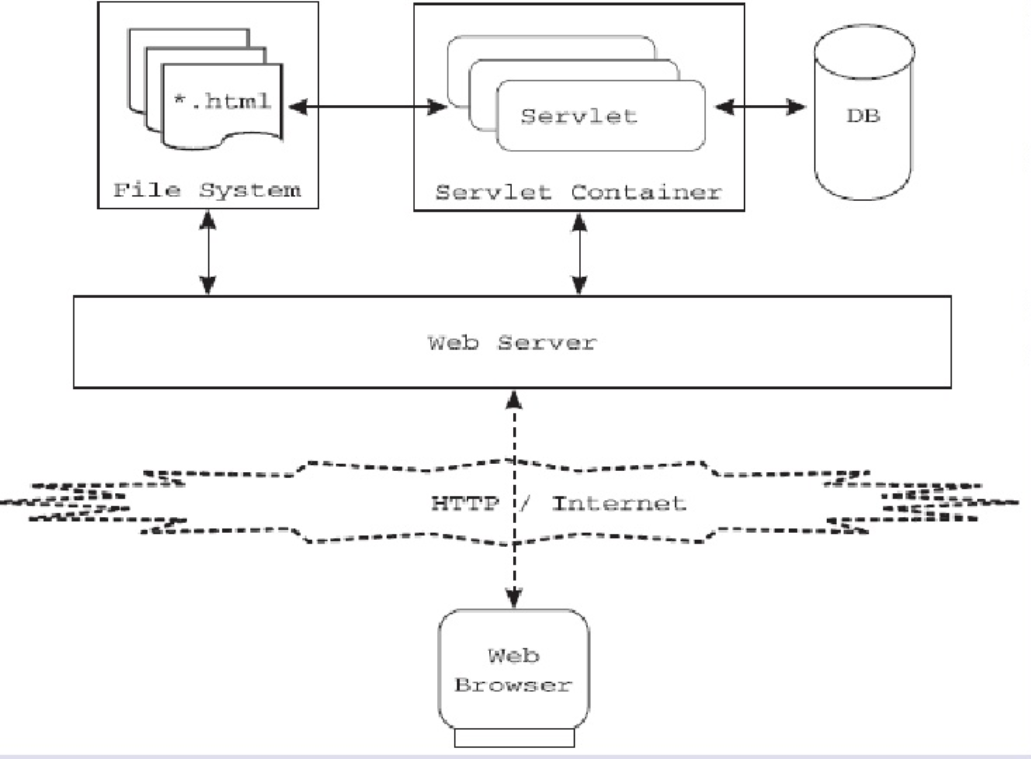 *.html
Servlet
DB
File System
Servlet Container
Web Server
HTTP / Internet
Web
Browser